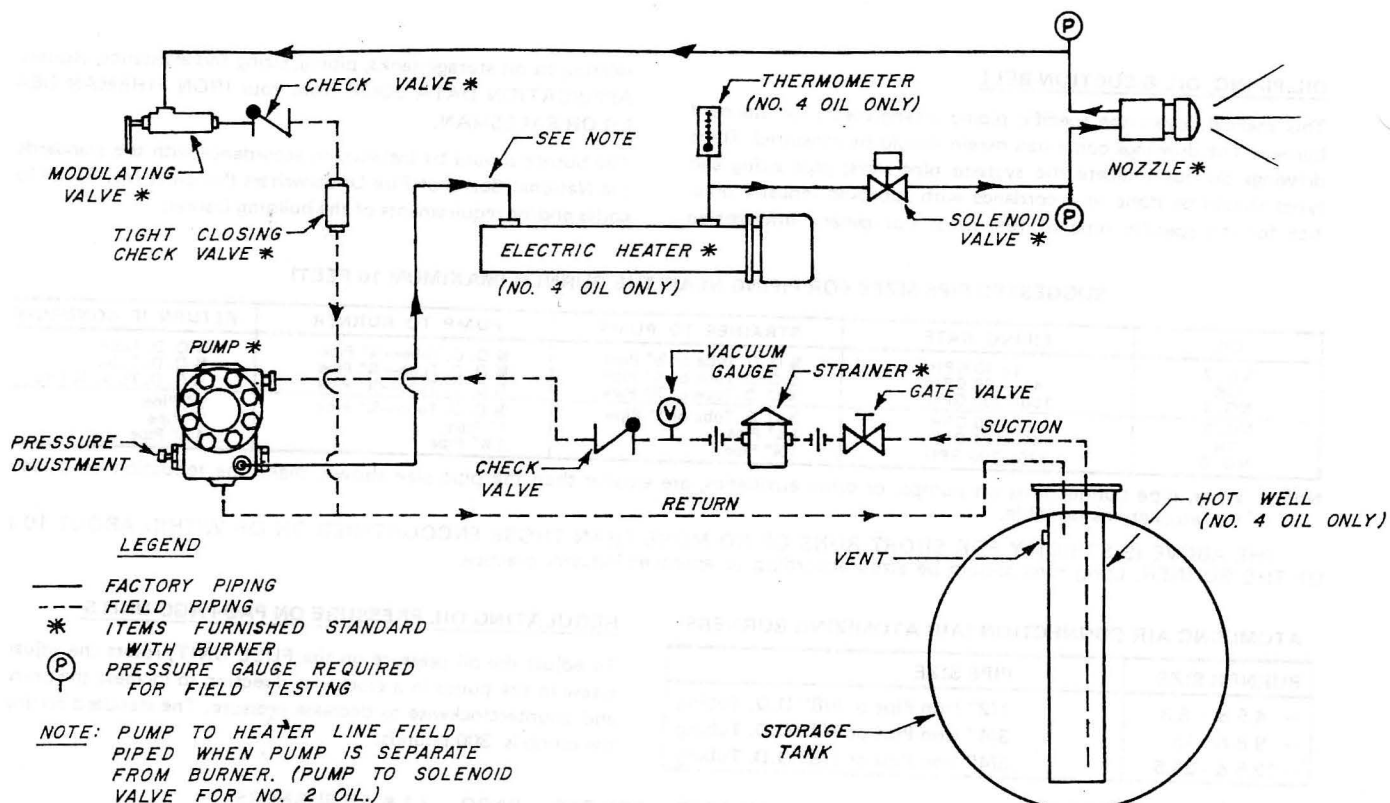 P
CHECK VALVE *
MODULATING
VALVE *
TIGHT CLOSING
CHECK VALVE *
SEE NOTE
THERMOMETER
(NO. 4 OIL ONLY)
ELECTRIC HEATER *
(NO. 4 OIL ONLY)
SOLENOID
VALVE *
NOZZLE *
P
PUMP *
PRESSURE
DJUSTMENT
VACUUM
GAUGE
V
STRAINER *
GATE VALVE
CHECK
VALVE
SUCTION
RETURN
HOT WELL
(NO. 4 OIL ONLY)
VENT
STORAGE
TANK
LEGEND
FACTORY PIPING
FIELD PIPING
* ITEMS FURNISHED STANDARD
WITH BURNER
P PRESSURE GAUGE REQUIRED
FOR FIELD TESTING
NOTE: PUMP TO HEATER LINE FIELD
PIPED WHEN PUMP IS SEPARATE
FROM BURNER. (PUMP TO SOLENOID
VALVE FOR NO. 2 OIL.)